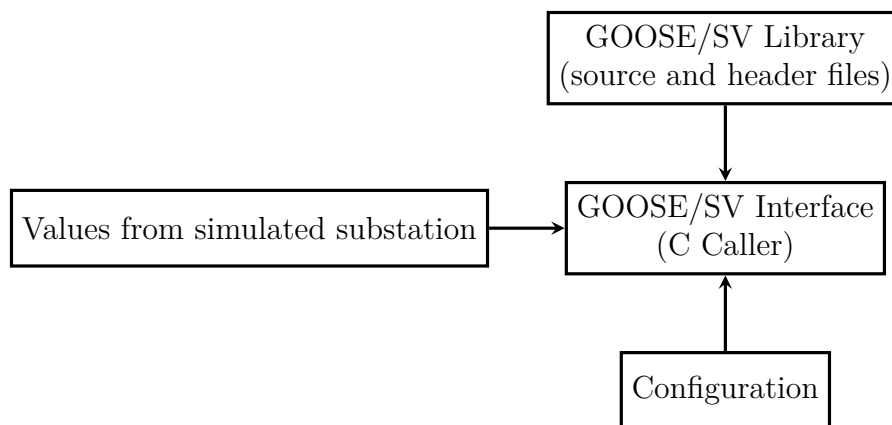 GOOSE/SV Library
(source and header files)
Values from simulated substation
GOOSE/SV Interface
(C Caller)
Configuration